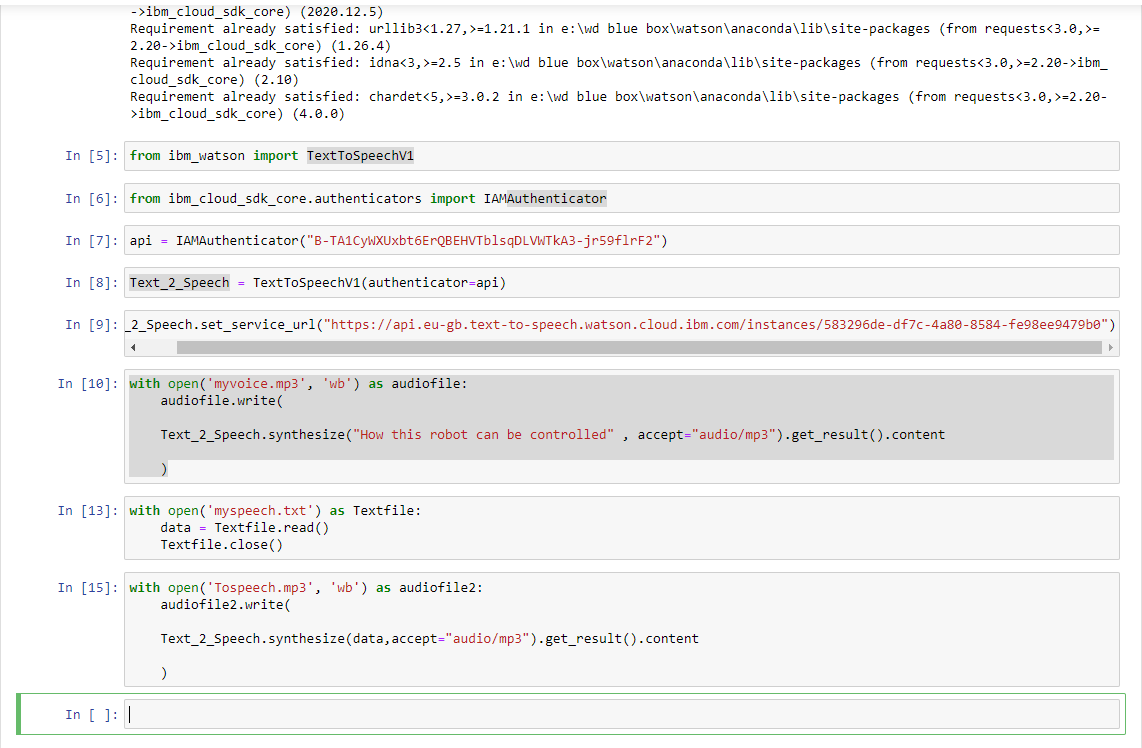 ->ibm_cloud_sdk_core) (2020.12.5)
Requirement already satisfied: urllib3<1.27,>=1.21.1 in e:\wd blue box\watson\anaconda\lib\site-packages (from requests<3.0,>=
2.20->ibm_cloud_sdk_core) (1.26.4)
Requirement already satisfied: idna<3,>=2.5 in e:\wd blue box\watson\anaconda\lib\site-packages (from requests<3.0,>=2.20->ibm_
cloud_sdk_core) (2.10)
Requirement already satisfied: chardet<5,>=3.0.2 in e:\wd blue box\watson\anaconda\lib\site-packages (from requests<3.0,>=2.20-
>ibm_cloud_sdk_core) (4.0.0)
In [5]: from ibm_watson import TextToSpeechV1
In [6]: from ibm_cloud_sdk_core.authenticators import IAMAuthenticator
In [7]: api = IAMAuthenticator("B-TA1CyWXUxbt6ErQBEHVTblsqDLVWTkA3-jr59flrF2")
In [8]: Text_2_Speech = TextToSpeechV1(authenticator=api)
In [9]: _2_Speech.set_service_url("https://api.eu-gb.text-to-speech.watson.cloud.ibm.com/instances/583296de-df7c-4a80-8584-fe98ee9479b0")
In [10]: with open('myvoice.mp3', 'wb') as audiofile:
audiofile.write(
Text_2_Speech.synthesize("How this robot can be controlled" , accept="audio/mp3").get_result().content
)
In [13]: with open('myspeech.txt') as Textfile:
data = Textfile.read()
Textfile.close()
In [15]: with open('Tospeech.mp3', 'wb') as audiofile2:
audiofile2.write(
Text_2_Speech.synthesize(data,accept="audio/mp3").get_result().content
)
In [ ]: